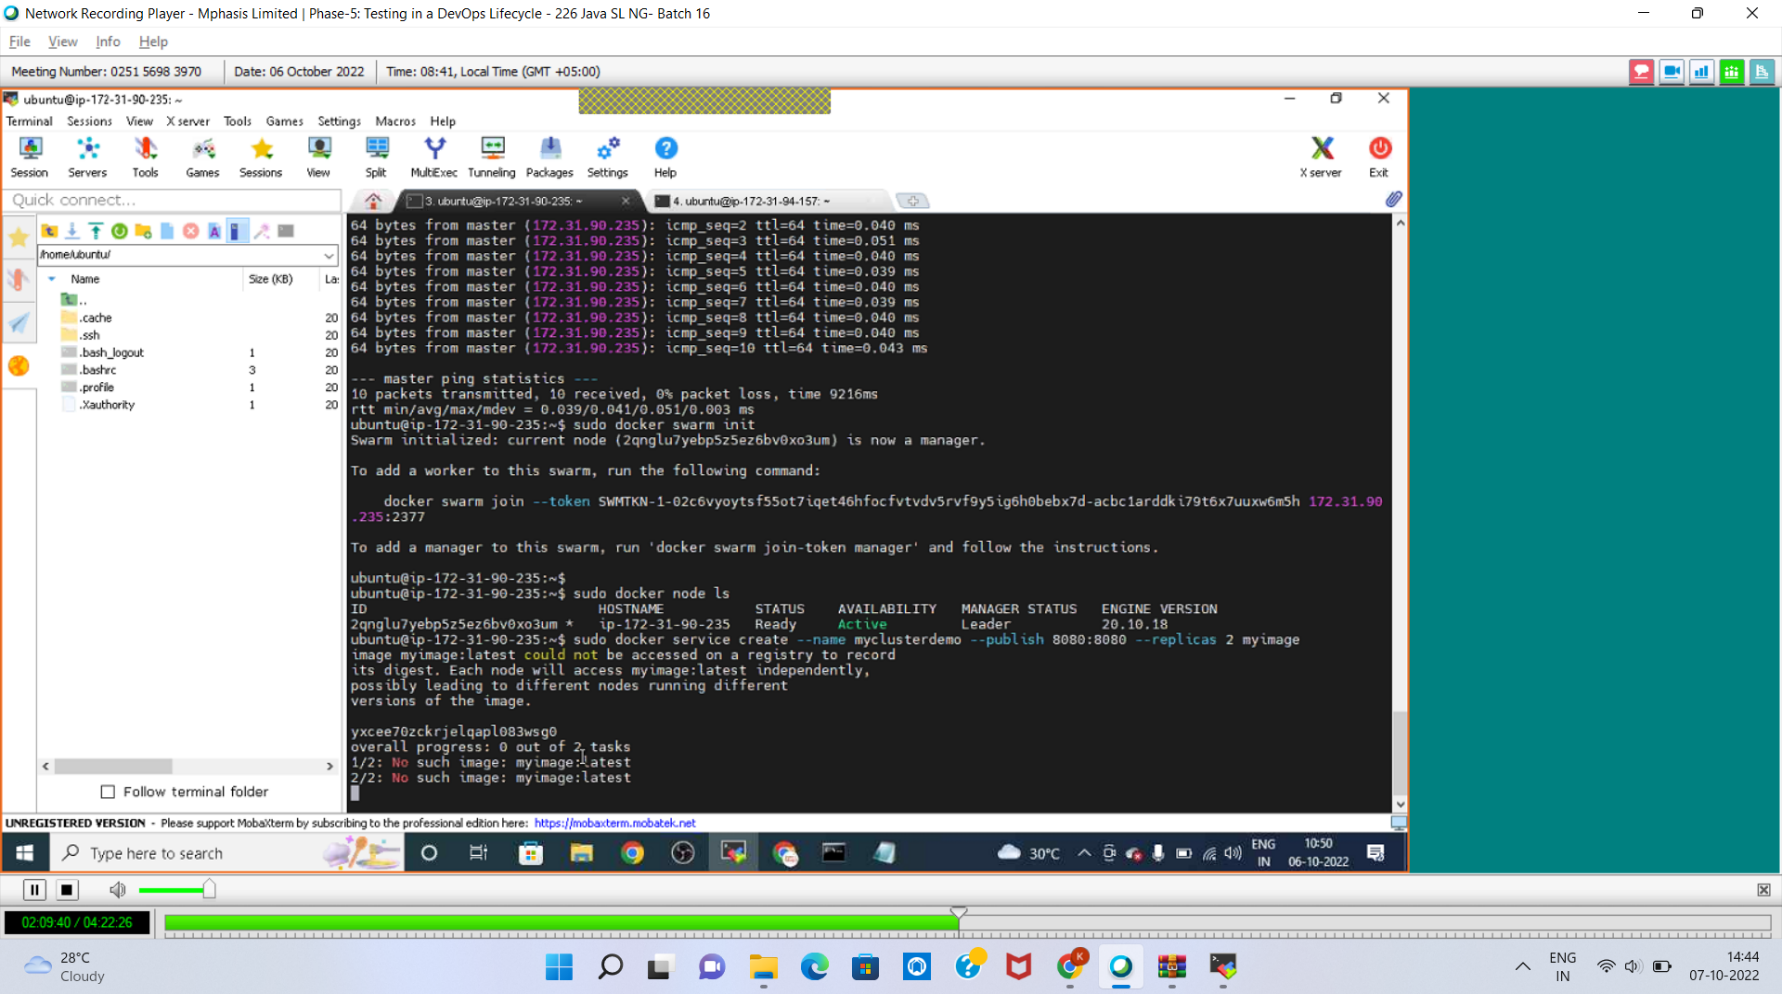 Network Recording Player - Mphasis Limited | Phase-5: Testing in a DevOps Lifecycle - 226 Java SL NG- Batch 16
File View Info Help
Meeting Number: 0251 5698 3970 Date: 06 October 2022 Time: 08:41, Local Time (GMT +05:00)
ubuntu@ip-172-31-90-235: ~
Terminal Sessions View X server Tools Games Settings Macros Help
Session Servers Tools Games Sessions View Split MultiExec Tunneling Packages Settings Help X server Exit
Quick connect...
3. ubuntu@ip-172-31-90-235: ~
4. ubuntu@ip-172-31-94-157: ~
/home/ubuntu/
Name Size (KB) La:
..
.cache 20
.ssh 20
.bash_logout 1 20
.bashrc 3 20
.profile 1 20
.Xauthority 1 20
Follow terminal folder
64 bytes from master (172.31.90.235): icmp_seq=2 ttl=64 time=0.040 ms
64 bytes from master (172.31.90.235): icmp_seq=3 ttl=64 time=0.051 ms
64 bytes from master (172.31.90.235): icmp_seq=4 ttl=64 time=0.040 ms
64 bytes from master (172.31.90.235): icmp_seq=5 ttl=64 time=0.039 ms
64 bytes from master (172.31.90.235): icmp_seq=6 ttl=64 time=0.040 ms
64 bytes from master (172.31.90.235): icmp_seq=7 ttl=64 time=0.039 ms
64 bytes from master (172.31.90.235): icmp_seq=8 ttl=64 time=0.040 ms
64 bytes from master (172.31.90.235): icmp_seq=9 ttl=64 time=0.040 ms
64 bytes from master (172.31.90.235): icmp_seq=10 ttl=64 time=0.043 ms
--- master ping statistics ---
10 packets transmitted, 10 received, 0% packet loss, time 9216ms
rtt min/avg/max/mdev = 0.039/0.041/0.051/0.003 ms
ubuntu@ip-172-31-90-235:~$ sudo docker swarm init
Swarm initialized: current node (2qnglu7yebp5z5ez6bv0xo3um) is now a manager.
To add a worker to this swarm, run the following command:
docker swarm join --token SWMTKN-1-02c6vyoytsf55ot7iqet46hfocfvtvdv5rvf9y5ig6h0bebx7d-acbc1arddki79t6x7uuxw6m5h 172.31.90
.235:2377
To add a manager to this swarm, run 'docker swarm join-token manager' and follow the instructions.
ubuntu@ip-172-31-90-235:~$
ubuntu@ip-172-31-90-235:~$ sudo docker node ls
ID HOSTNAME STATUS AVAILABILITY MANAGER STATUS ENGINE VERSION
2qnglu7yebp5z5ez6bv0xo3um * ip-172-31-90-235 Ready Active Leader 20.10.18
ubuntu@ip-172-31-90-235:~$ sudo docker service create --name myclusterdemo --publish 8080:8080 --replicas 2 myimage
image myimage:latest could not be accessed on a registry to record
its digest. Each node will access myimage:latest independently,
possibly leading to different nodes running different
versions of the image.
yxcee70zckrjelqapl083wsg0
overall progress: 0 out of 2 tasks
1/2: No such image: myimage:latest
2/2: No such image: myimage:latest
UNREGISTERED VERSION - Please support MobaXterm by subscribing to the professional edition here: https://mobaxterm.mobatek.net
Type here to search
30°C
ENG
IN
10:50
06-10-2022
02:09:40 / 04:22:26
28°C
Cloudy
ENG
IN
14:44
07-10-2022